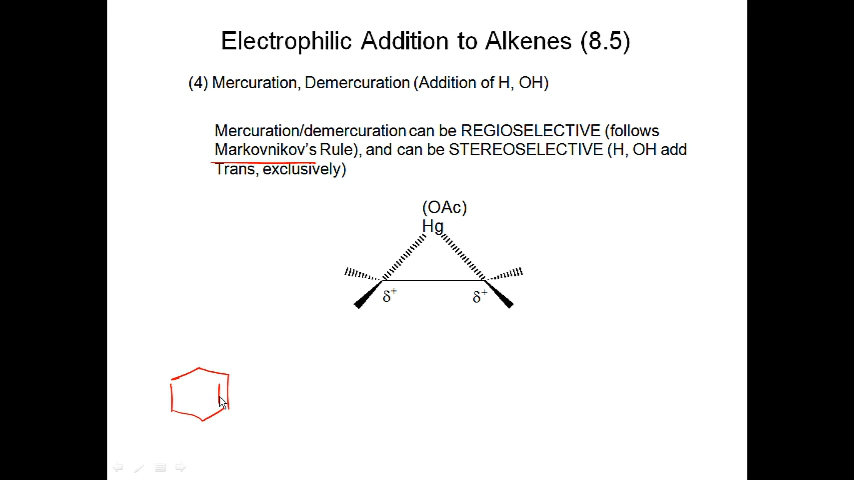 Electrophilic Addition to Alkenes (8.5)
(4) Mercuration, Demercuration (Addition of H, OH)
Mercuration/demercuration can be REGIOSELECTIVE (follows
Markovnikov's Rule), and can be STEREOSELECTIVE (H, OH add
Trans, exclusively)
(OAc)
Hg
δ+ δ+